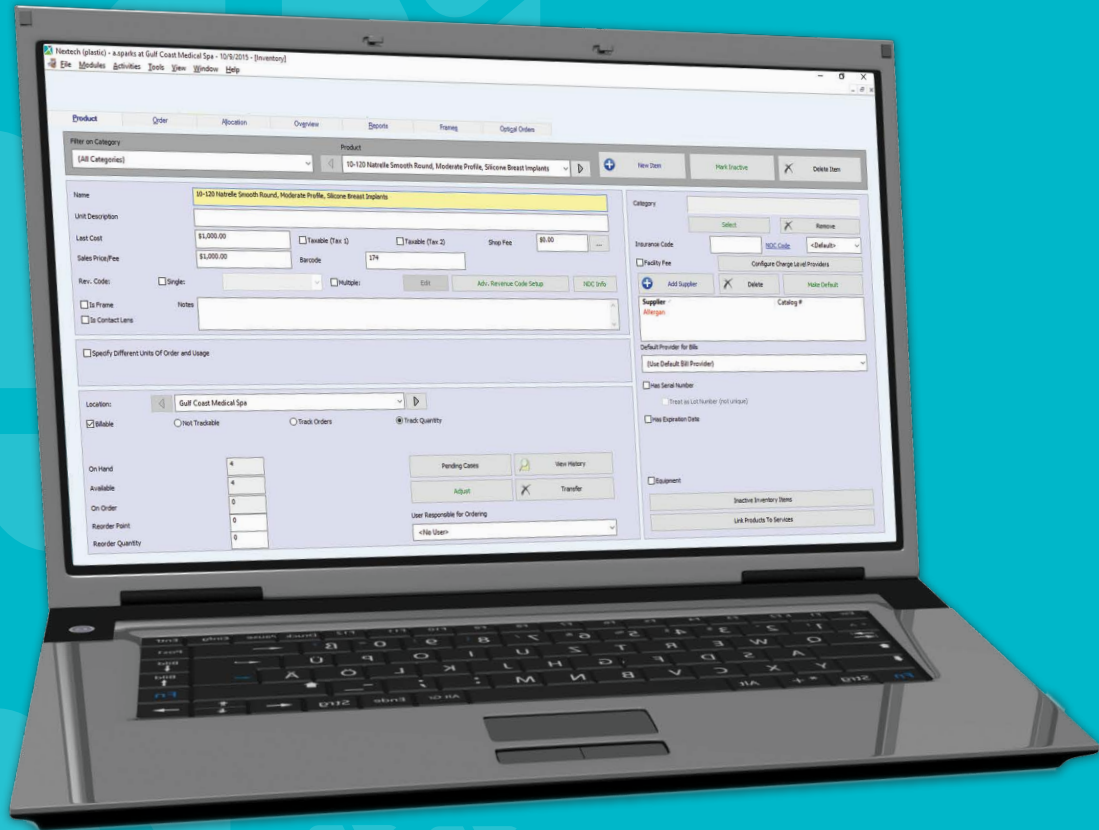 Nextech (plastic) - a.sparks at Gulf Coast Medical Spa - 10/9/2015 - [Inventory]
File Modules Activities Tools View Window Help
Product Order Allocation Overview Reports Frames Optical Orders
Filter on Category Product
(All Categories) 10-120 Natrelle Smooth Round, Moderate Profile, Silicone Breast Implants New Item Mark Inactive Delete Item
Name 10-120 Natrelle Smooth Round, Moderate Profile, Silicone Breast Implants
Unit Description
Last Cost $1,000.00 Taxable (Tax 1) Taxable (Tax 2) Shop Fee $0.00 ...
Sales Price/Fee $1,000.00 Barcode 174
Rev. Code: Single: Multiple: Edit Adv. Revenue Code Setup NDC Info
Is Frame Notes
Is Contact Lens
Specify Different Units Of Order and Usage
Location: Gulf Coast Medical Spa
Billable Not Trackable Track Orders Track Quantity
On Hand 4 Pending Cases View History
Available 4 Adjust Transfer
On Order 0
Reorder Point 0 User Responsible for Ordering
Reorder Quantity 0 <No User>
Category
Select Remove
Insurance Code NOC Code <Default>
Facility Fee Configure Charge Level Providers
Add Supplier Delete Make Default
Supplier Catalog #
Allergan
Default Provider for Bills
(Use Default Bill Provider)
Has Serial Number
Treat as Lot Number (not unique)
Has Expiration Date
Equipment
Inactive Inventory Items
Link Products To Services